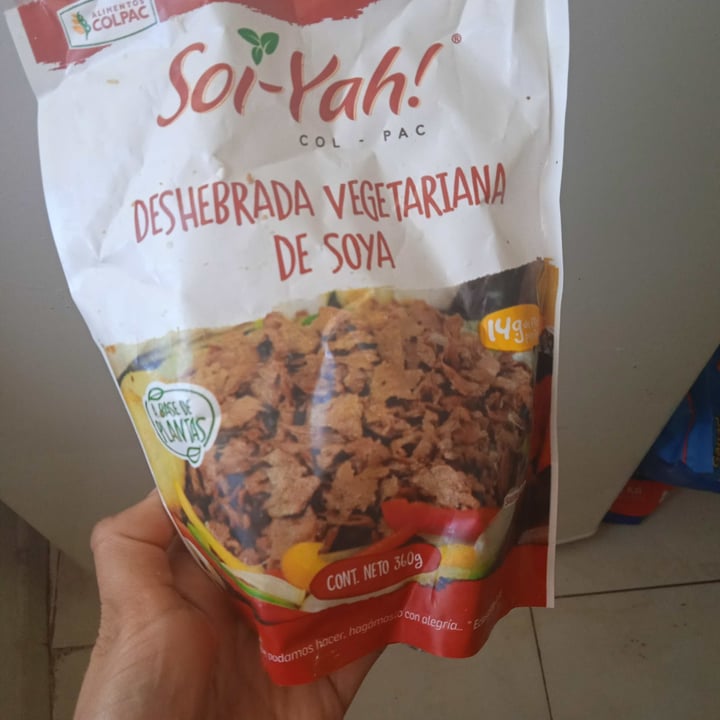 ALIMENTOS
COLPAC
Soi-Yah!®
COL - PAC
DESHEBRADA VEGETARIANA
DE SOYA
14g
A BASE DE
PLANTAS
CONT. NETO 360g
podamos hacer, hagámoslo con alegría..."